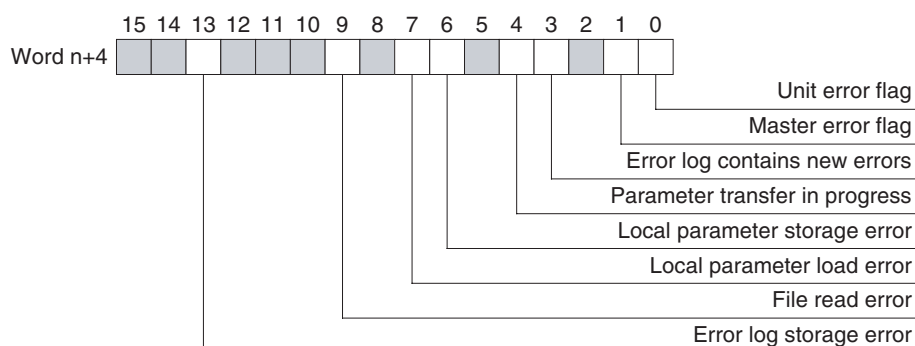 15 14 13 12 11 10 9 8 7 6 5 4 3 2 1 0
Word n+4
Unit error flag
Master error flag
Error log contains new errors
Parameter transfer in progress
Local parameter storage error
Local parameter load error
File read error
Error log storage error